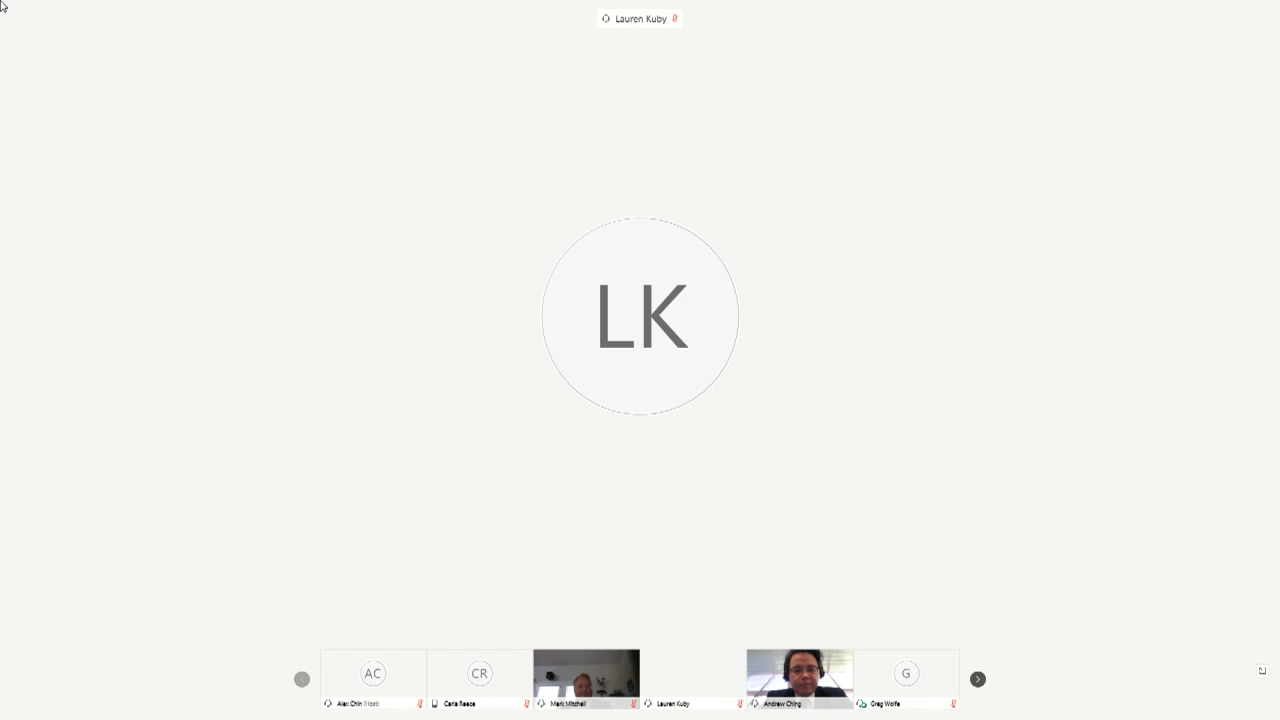 Lauren Kuby
LK
AC
CR
G
Alex Chin (Host)
Carla Reece
Mark Mitchell
Lauren Kuby
Andrew Ching
Greg Wolfe